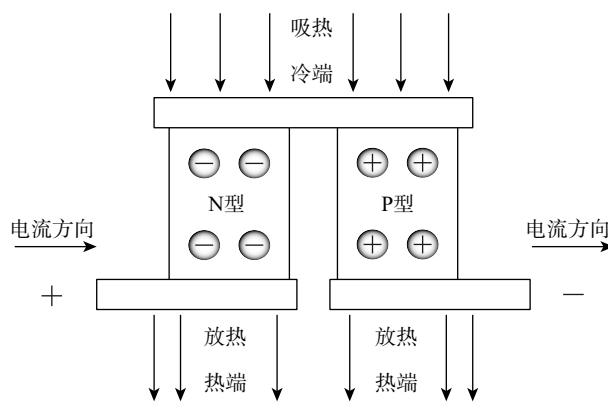 吸热
冷端
− − + +
N型 P型
− − + +
电流方向 电流方向
+ −
放热 放热
热端 热端